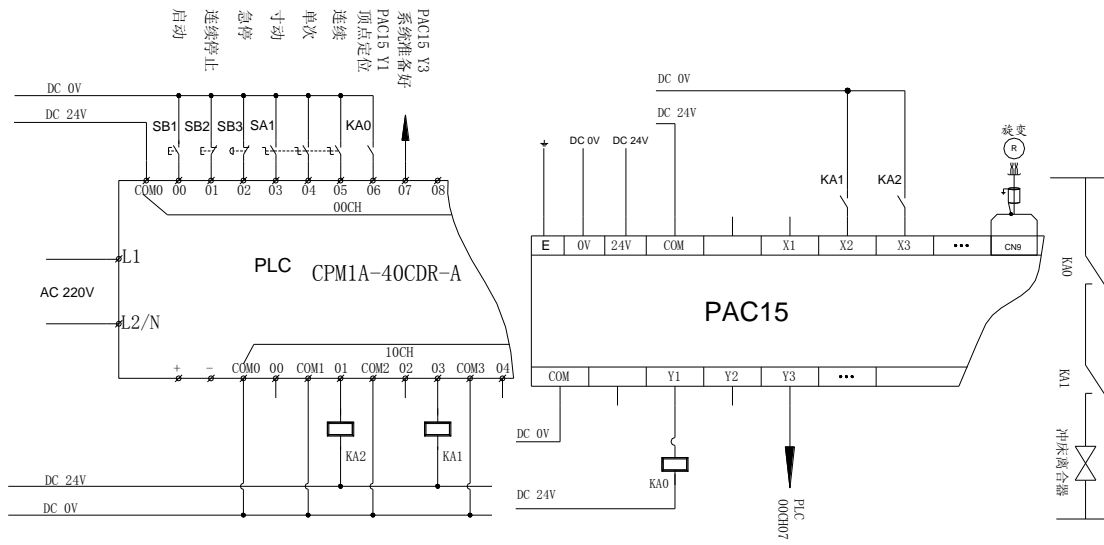 启动
连续停止
急停
寸动
单次
连续
顶点定位
PAC15 Y1
系统准备好
PAC15 Y3
DC 0V
DC 24V
SB1
SB2
SB3
SA1
KA0
COM0 00 01 02 03 04 05 06 07 08
00CH
L1
AC 220V
L2/N
PLC
CPM1A-40CDR-A
10CH
+ - COM0 00 COM1 01 COM2 02 03 COM3 04
KA2
KA1
DC 24V
DC 0V
DC 0V
DC 24V
DC 0V
DC 24V
KA1
KA2
旋变
R
E 0V 24V COM X1 X2 X3 ••• CN9
PAC15
COM Y1 Y2 Y3 •••
DC 0V
KA0
DC 24V
PLC
00CH07
KA0
KA1
冲床离合器